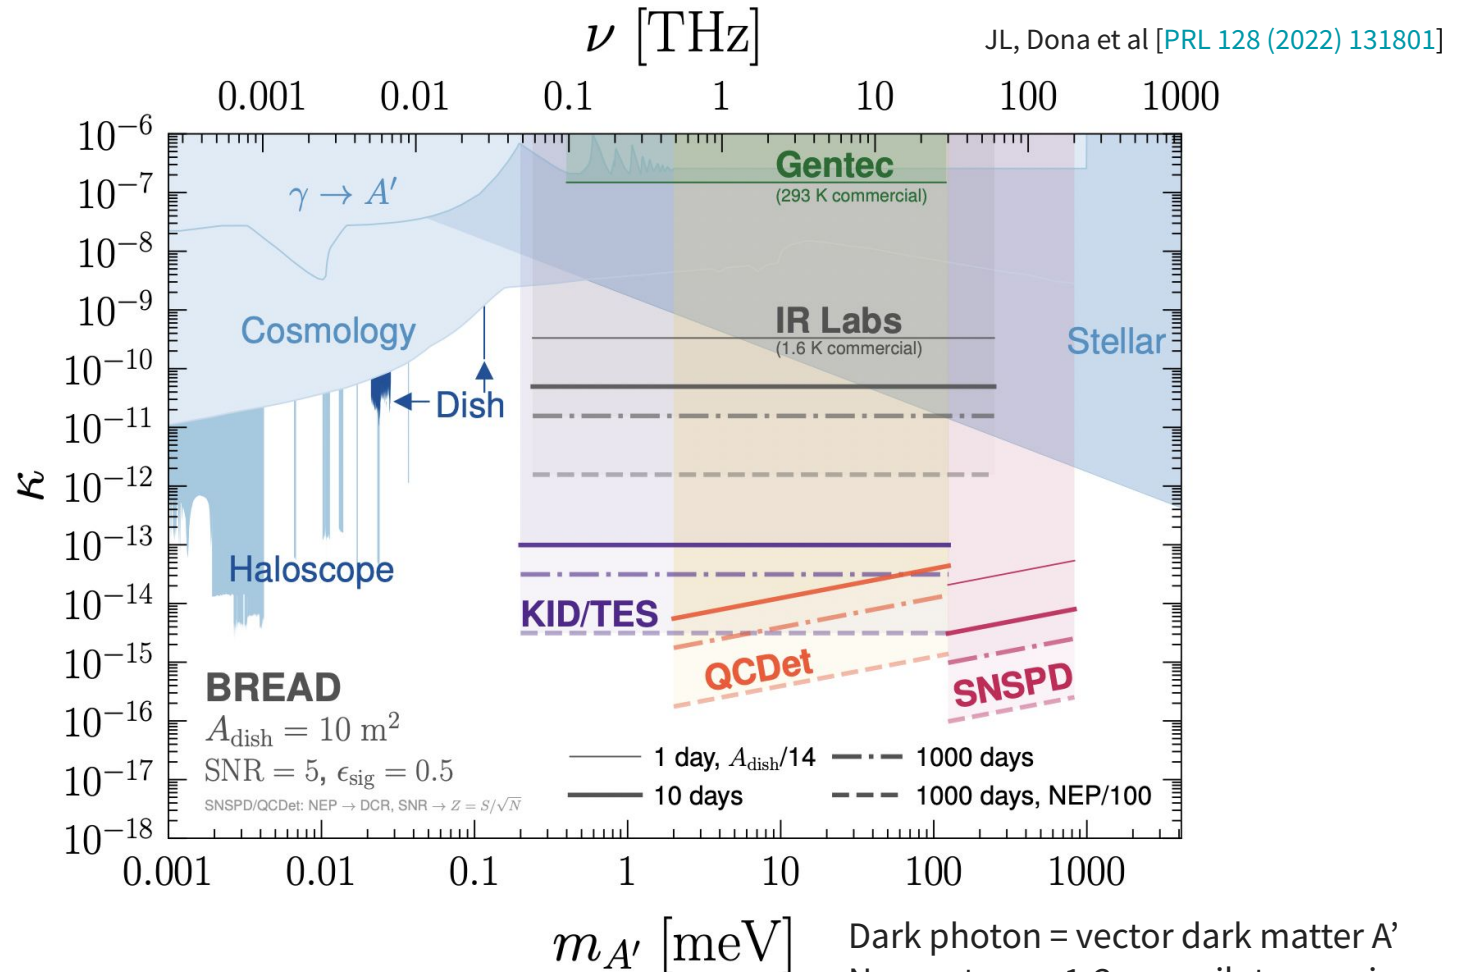 ν [THz]
JL, Dona et al [PRL 128 (2022) 131801]
0.001 0.01 0.1 1 10 100 1000
10⁻⁶
10⁻⁷
10⁻⁸
10⁻⁹
10⁻¹⁰
10⁻¹¹
10⁻¹²
10⁻¹³
10⁻¹⁴
10⁻¹⁵
10⁻¹⁶
10⁻¹⁷
10⁻¹⁸
κ
γ → A′
Gentec
(293 K commercial)
Cosmology
IR Labs
(1.6 K commercial)
Stellar
Dish
Haloscope
KID/TES
QCDet
SNSPD
BREAD
A_dish = 10 m²
SNR = 5, ϵ_sig = 0.5
SNSPD/QCDet: NEP → DCR, SNR → Z = S/√N
1 day, A_dish/14
10 days
1000 days
1000 days, NEP/100
0.001 0.01 0.1 1 10 100 1000
m_A′ [meV]
Dark photon = vector dark matter A’